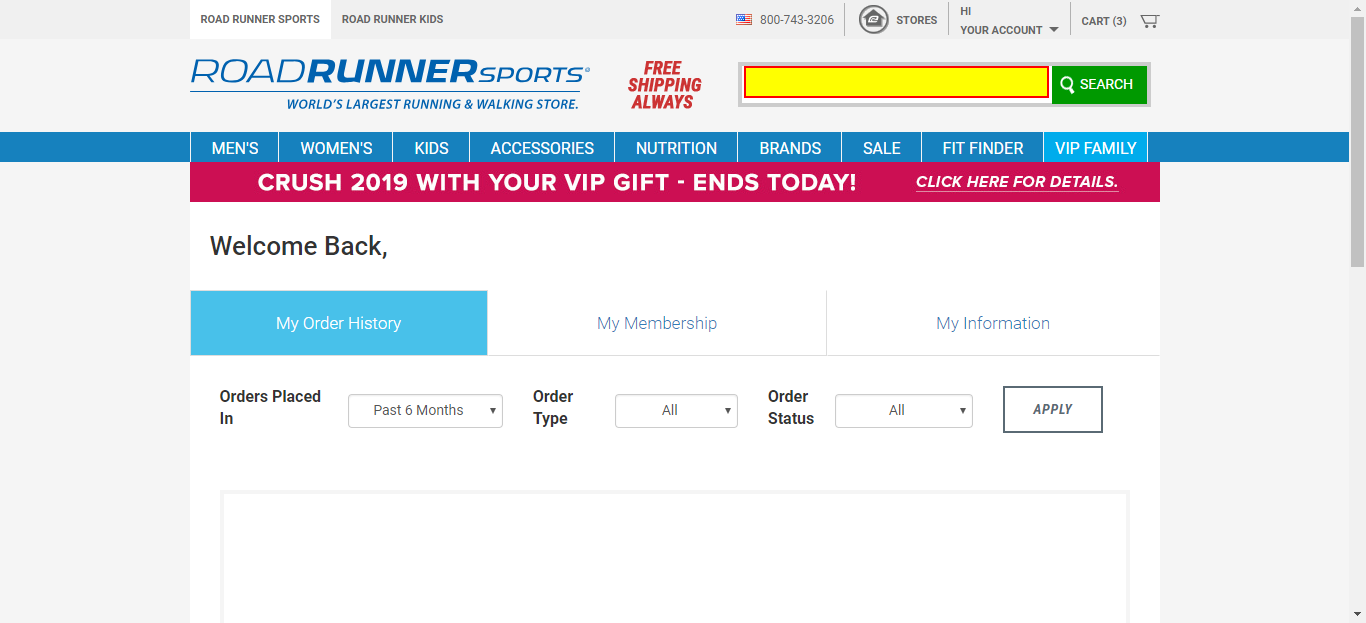 ROAD RUNNER SPORTS
ROAD RUNNER KIDS
800-743-3206
STORES
HI
YOUR ACCOUNT
CART (3)
ROADRUNNERSPORTS®
WORLD'S LARGEST RUNNING & WALKING STORE.
FREE
SHIPPING
ALWAYS
SEARCH
MEN'S
WOMEN'S
KIDS
ACCESSORIES
NUTRITION
BRANDS
SALE
FIT FINDER
VIP FAMILY
CRUSH 2019 WITH YOUR VIP GIFT - ENDS TODAY!
CLICK HERE FOR DETAILS.
Welcome Back,
My Order History
My Membership
My Information
Orders Placed
In
Past 6 Months
Order
Type
All
Order
Status
All
APPLY